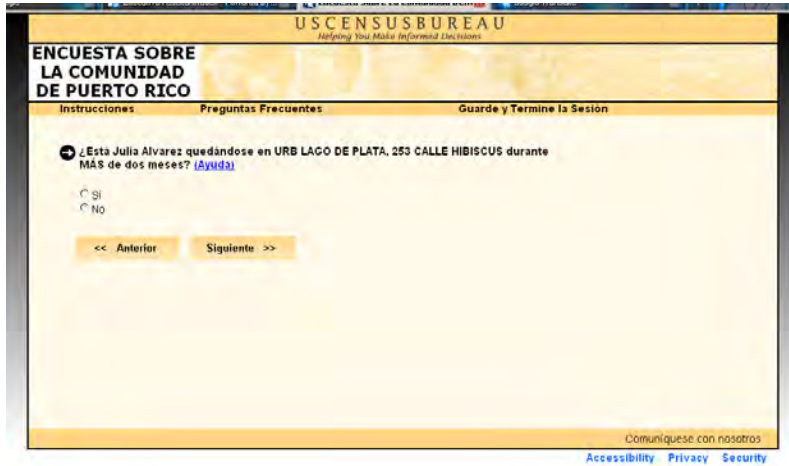 USCENSUSBUREAU
Helping You Make Informed Decisions
ENCUESTA SOBRE
LA COMUNIDAD
DE PUERTO RICO
Instrucciones Preguntas Frecuentes Guarde y Termine la Sesión
¿Está Julia Alvarez quedándose en URB LAGO DE PLATA, 253 CALLE HIBISCUS durante
MÁS de dos meses? (Ayuda)
Sí
No
<< Anterior Siguiente >>
Comuníquese con nosotros
Accessibility Privacy Security